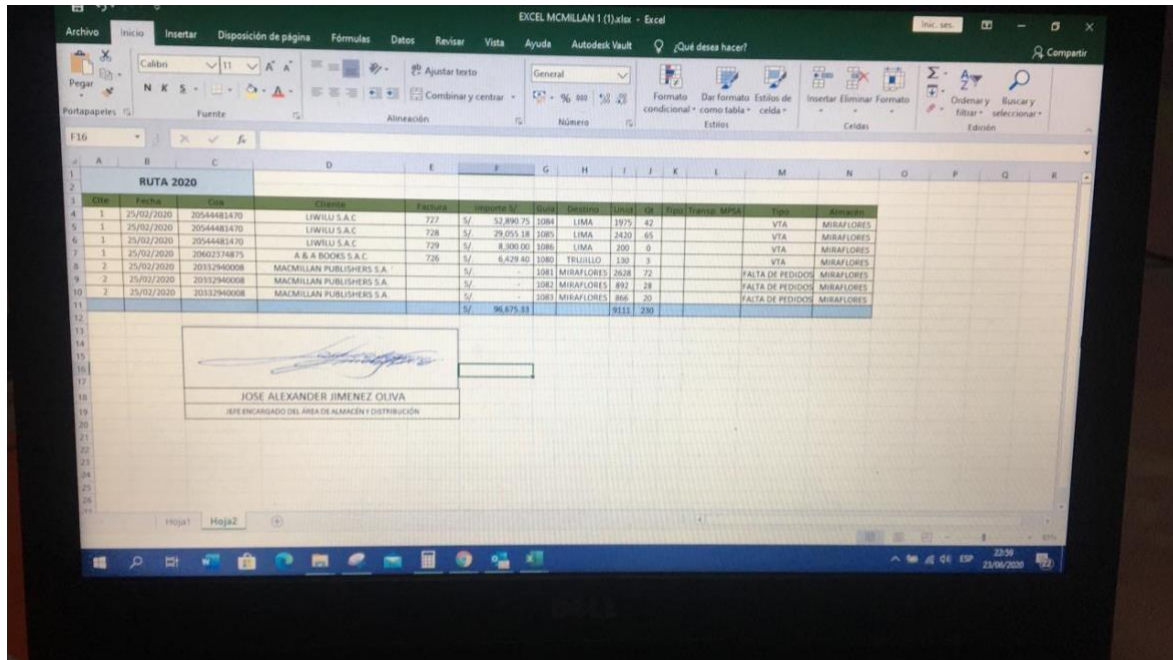 EXCEL MCMILLAN 1 (1).xlsx - Excel
Inic. ses.
Archivo Inicio Insertar Disposición de página Fórmulas Datos Revisar Vista Ayuda Autodesk Vault ¿Qué desea hacer? Compartir
Pegar Calibri 11 Ajustar texto General
N K S Combinar y centrar % 000
Formato condicional Dar formato como tabla Estilos de celda Insertar Eliminar Formato Ordenar y filtrar Buscar y seleccionar
Portapapeles Fuente Alineación Número Estilos Celdas Edición
F16
A B C D E F G H I J K L M N O P Q R
RUTA 2020
Clte Fecha Cliente Factura Importe S/ Guia Destino Unid Qt Tipo Transp. MPSA Tipo Almacén
1 25/02/2020 20544481470 LIWILU S.A.C 727 S/ 52,890.75 1084 LIMA 1975 42 VTA MIRAFLORES
1 25/02/2020 20544481470 LIWILU S.A.C 728 S/. 29,055.18 1085 LIMA 2420 65 VTA MIRAFLORES
1 25/02/2020 20544481470 LIWILU S.A.C 729 S/. 8,300.00 1086 LIMA 200 0 VTA MIRAFLORES
1 25/02/2020 20602374875 A & A BOOKS S.A.C 726 S/. 6,429.40 1080 TRUJILLO 130 3 VTA MIRAFLORES
2 25/02/2020 20332940008 MACMILLAN PUBLISHERS S.A. S/. - 1081 MIRAFLORES 2628 72 FALTA DE PEDIDOS MIRAFLORES
2 25/02/2020 20332940008 MACMILLAN PUBLISHERS S.A. S/. - 1082 MIRAFLORES 892 28 FALTA DE PEDIDOS MIRAFLORES
2 25/02/2020 20332940008 MACMILLAN PUBLISHERS S.A. S/. - 1083 MIRAFLORES 866 20 FALTA DE PEDIDOS MIRAFLORES
S/ 96,675.33 9111 230
JOSE ALEXANDER JIMENEZ OLIVA
JEFE ENCARGADO DEL AREA DE ALMACÉN Y DISTRIBUCIÓN
Hoja1 Hoja2
ESP 22:59
23/06/2020
DELL